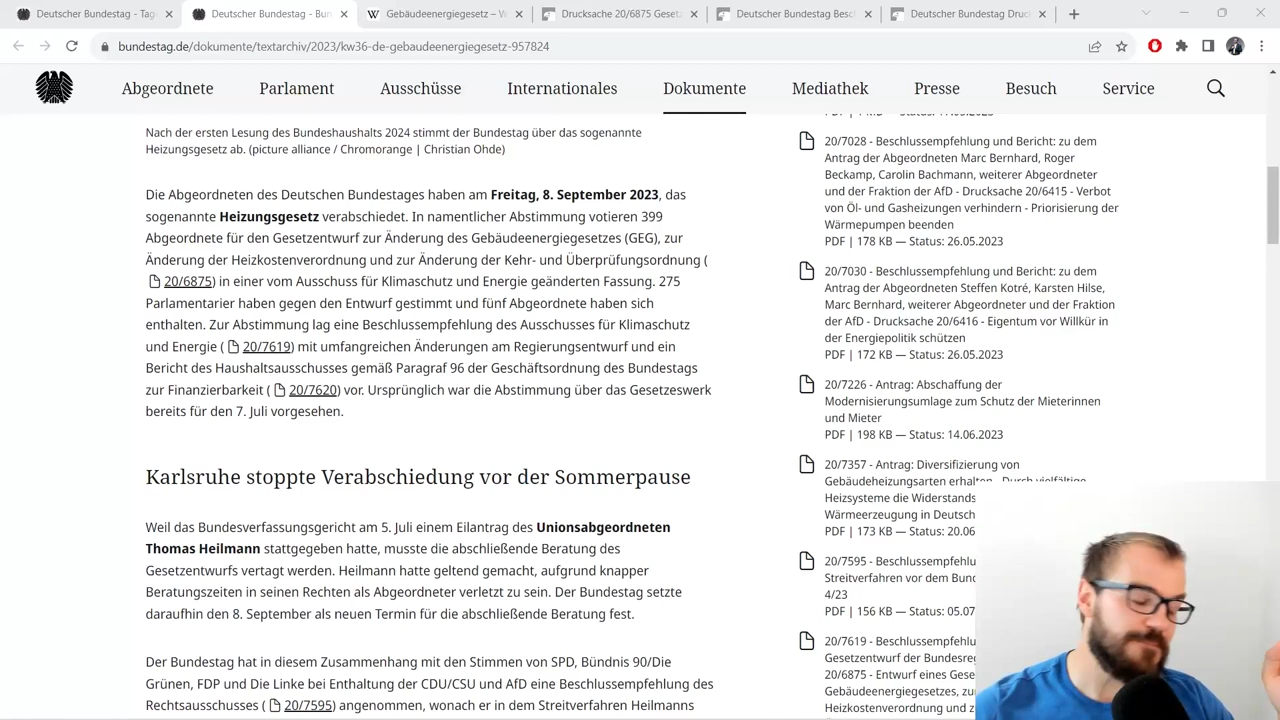 Deutscher Bundestag - Tage
Deutscher Bundestag - Bun
Gebäudeenergiegesetz – W
Drucksache 20/6875 Gesetz
Deutscher Bundestag Besch
Deutscher Bundestag Druck
bundestag.de/dokumente/textarchiv/2023/kw36-de-gebaudeenergiegesetz-957824
Abgeordnete
Parlament
Ausschüsse
Internationales
Dokumente
Mediathek
Presse
Besuch
Service
Nach der ersten Lesung des Bundeshaushalts 2024 stimmt der Bundestag über das sogenannte
Heizungsgesetz ab. (picture alliance / Chromorange | Christian Ohde)
Die Abgeordneten des Deutschen Bundestages haben am Freitag, 8. September 2023, das
sogenannte Heizungsgesetz verabschiedet. In namentlicher Abstimmung votieren 399
Abgeordnete für den Gesetzentwurf zur Änderung des Gebäudeenergiegesetzes (GEG), zur
Änderung der Heizkostenverordnung und zur Änderung der Kehr- und Überprüfungsordnung (
20/6875) in einer vom Ausschuss für Klimaschutz und Energie geänderten Fassung. 275
Parlamentarier haben gegen den Entwurf gestimmt und fünf Abgeordnete haben sich
enthalten. Zur Abstimmung lag eine Beschlussempfehlung des Ausschusses für Klimaschutz
und Energie ( 20/7619) mit umfangreichen Änderungen am Regierungsentwurf und ein
Bericht des Haushaltsausschusses gemäß Paragraf 96 der Geschäftsordnung des Bundestags
zur Finanzierbarkeit ( 20/7620) vor. Ursprünglich war die Abstimmung über das Gesetzeswerk
bereits für den 7. Juli vorgesehen.
Karlsruhe stoppte Verabschiedung vor der Sommerpause
Weil das Bundesverfassungsgericht am 5. Juli einem Eilantrag des Unionsabgeordneten
Thomas Heilmann stattgegeben hatte, musste die abschließende Beratung des
Gesetzentwurfs vertagt werden. Heilmann hatte geltend gemacht, aufgrund knapper
Beratungszeiten in seinen Rechten als Abgeordneter verletzt zu sein. Der Bundestag setzte
daraufhin den 8. September als neuen Termin für die abschließende Beratung fest.
Der Bundestag hat in diesem Zusammenhang mit den Stimmen von SPD, Bündnis 90/Die
Grünen, FDP und Die Linke bei Enthaltung der CDU/CSU und AfD eine Beschlussempfehlung des
Rechtsausschusses ( 20/7595) angenommen, wonach er in dem Streitverfahren Heilmanns
20/7028 - Beschlussempfehlung und Bericht: zu dem
Antrag der Abgeordneten Marc Bernhard, Roger
Beckamp, Carolin Bachmann, weiterer Abgeordneter
und der Fraktion der AfD - Drucksache 20/6415 - Verbot
von Öl- und Gasheizungen verhindern - Priorisierung der
Wärmepumpen beenden
PDF | 178 KB — Status: 26.05.2023
20/7030 - Beschlussempfehlung und Bericht: zu dem
Antrag der Abgeordneten Steffen Kotré, Karsten Hilse,
Marc Bernhard, weiterer Abgeordneter und der Fraktion
der AfD - Drucksache 20/6416 - Eigentum vor Willkür in
der Energiepolitik schützen
PDF | 172 KB — Status: 26.05.2023
20/7226 - Antrag: Abschaffung der
Modernisierungsumlage zum Schutz der Mieterinnen
und Mieter
PDF | 198 KB — Status: 14.06.2023
20/7357 - Antrag: Diversifizierung von
Gebäudeheizungsarten erhalten - Durch vielfältige
Heizsysteme die Widerstands
Wärmeerzeugung in Deutsch
PDF | 173 KB — Status: 20.06
20/7595 - Beschlussempfehlu
Streitverfahren vor dem Bund
4/23
PDF | 156 KB — Status: 05.07
20/7619 - Beschlussempfehlu
Gesetzentwurf der Bundesreg
20/6875 - Entwurf eines Gese
Gebäudeenergiegesetzes, zu
Heizkostenverordnung und z